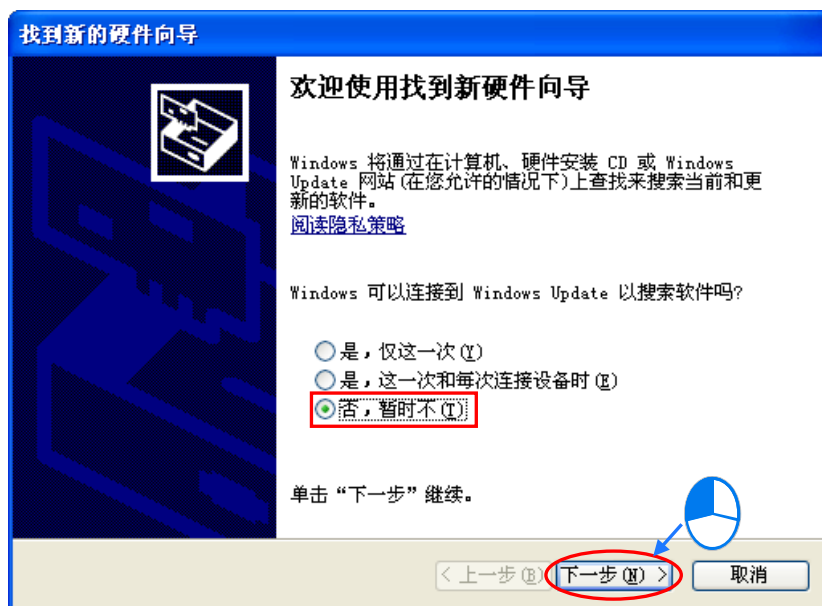 找到新的硬件向导
欢迎使用找到新硬件向导
Windows 将通过在计算机、硬件安装 CD 或 Windows
Update 网站(在您允许的情况下)上查找来搜索当前和更
新的软件。
阅读隐私策略
Windows 可以连接到 Windows Update 以搜索软件吗?
是，仅这一次(Y)
是，这一次和每次连接设备时(E)
否，暂时不(T)
单击“下一步”继续。
< 上一步(B) 下一步(N) > 取消